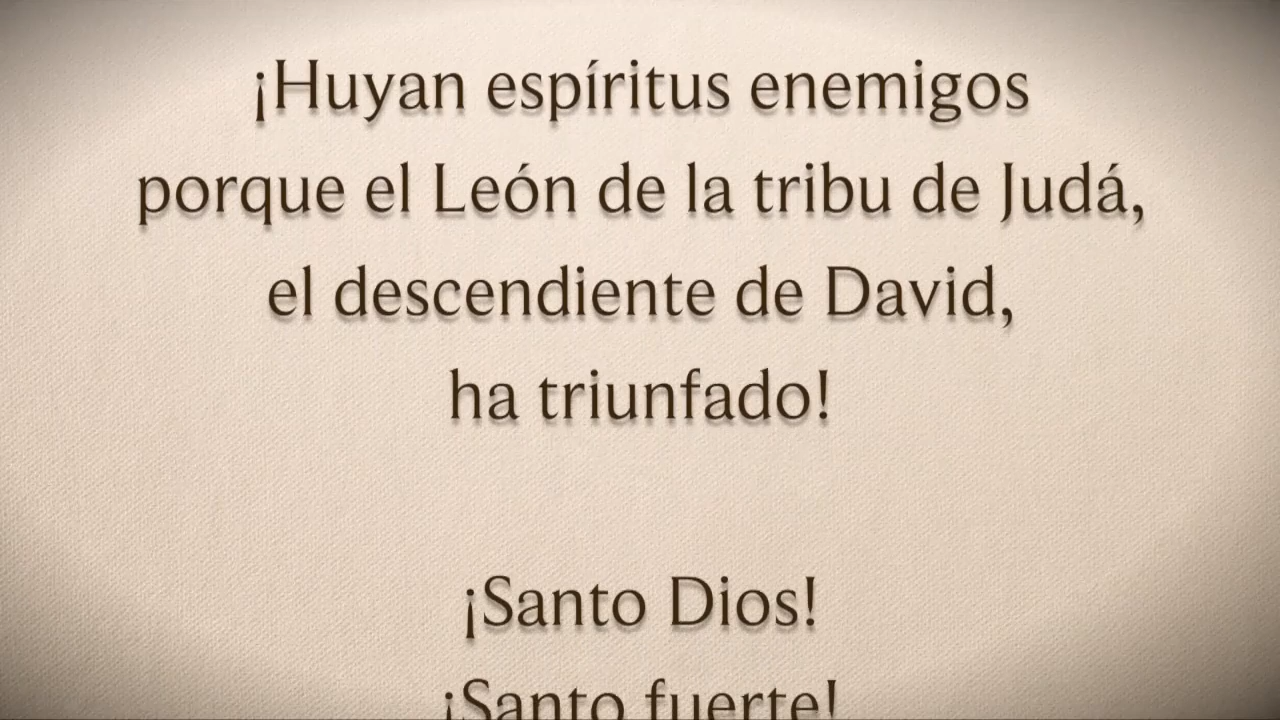 ¡Huyan espíritus enemigos
porque el León de la tribu de Judá,
el descendiente de David,
ha triunfado!
¡Santo Dios!
¡Santo fuerte!